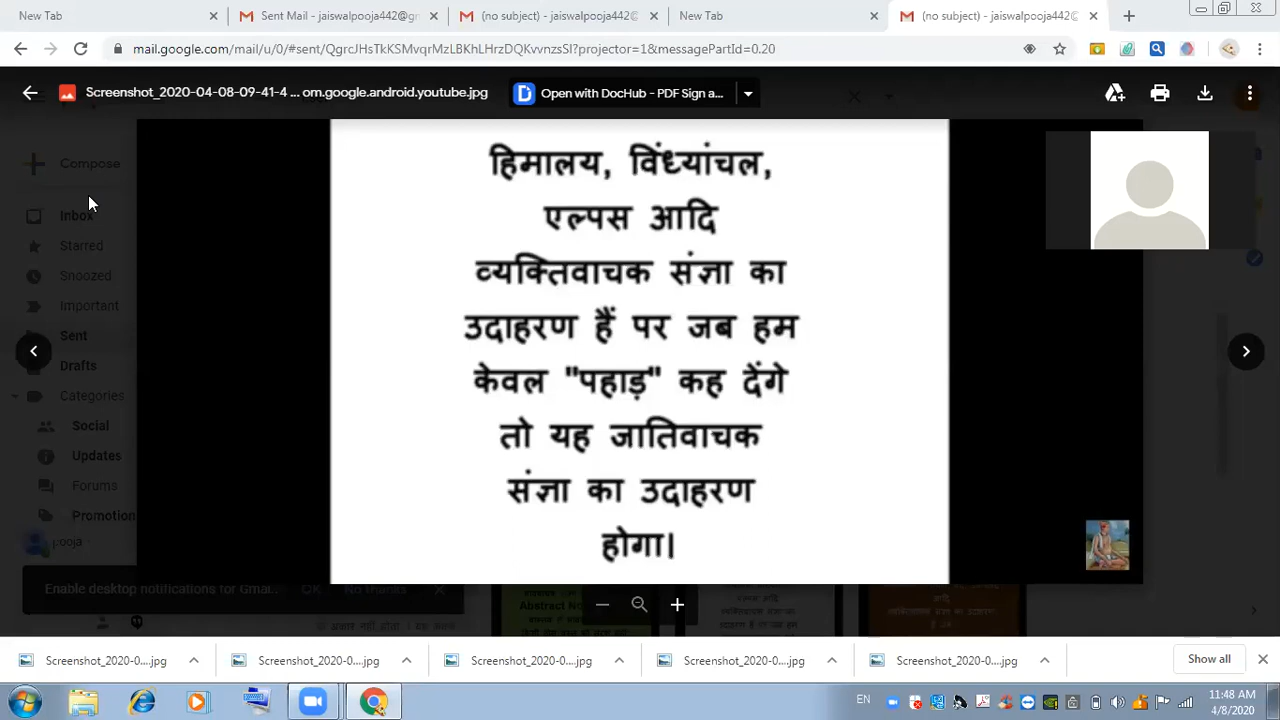 New Tab
Sent Mail - jaiswalpooja442@gr
(no subject) - jaiswalpooja442@
New Tab
(no subject) - jaiswalpooja442@
mail.google.com/mail/u/0/#sent/QgrcJHsTkKSMvqrMzLBKhLHrzDQKvvnzsSl?projector=1&messagePartId=0.20
Screenshot_2020-04-08-09-41-4 ... om.google.android.youtube.jpg
Open with DocHub - PDF Sign a...
Compose
Inbox
Starred
Snoozed
Important
Sent
Drafts
Categories
Social
Updates
Forums
Promotion
pooja
हिमालय, विंध्यांचल,
एल्पस आदि
व्यक्तिवाचक संज्ञा का
उदाहरण हैं पर जब हम
केवल "पहाड़" कह देंगे
तो यह जातिवाचक
संज्ञा का उदाहरण
होगा।
Enable desktop notifications for Gmail.
OK
No thanks
Screenshot_2020-0....jpg
Screenshot_2020-0....jpg
Screenshot_2020-0....jpg
Screenshot_2020-0....jpg
Screenshot_2020-0....jpg
Show all
EN
11:48 AM
4/8/2020